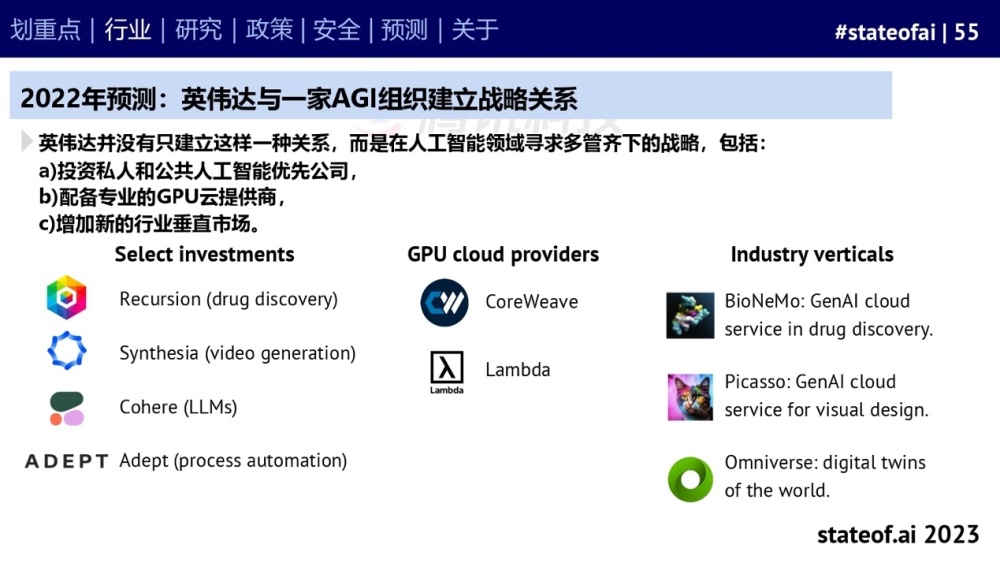 划重点 | 行业 | 研究 | 政策 | 安全 | 预测 | 关于
#stateofai | 55
2022年预测：英伟达与一家AGI组织建立战略关系
英伟达并没有只建立这样一种关系，而是在人工智能领域寻求多管齐下的战略，包括：
a)投资私人和公共人工智能优先公司，
b)配备专业的GPU云提供商，
c)增加新的行业垂直市场。
Select investments
Recursion (drug discovery)
Synthesia (video generation)
Cohere (LLMs)
ADEPT Adept (process automation)
GPU cloud providers
CoreWeave
Lambda
Lambda
Industry verticals
BioNeMo: GenAI cloud
service in drug discovery.
Picasso: GenAI cloud
service for visual design.
Omniverse: digital twins
of the world.
stateof.ai 2023